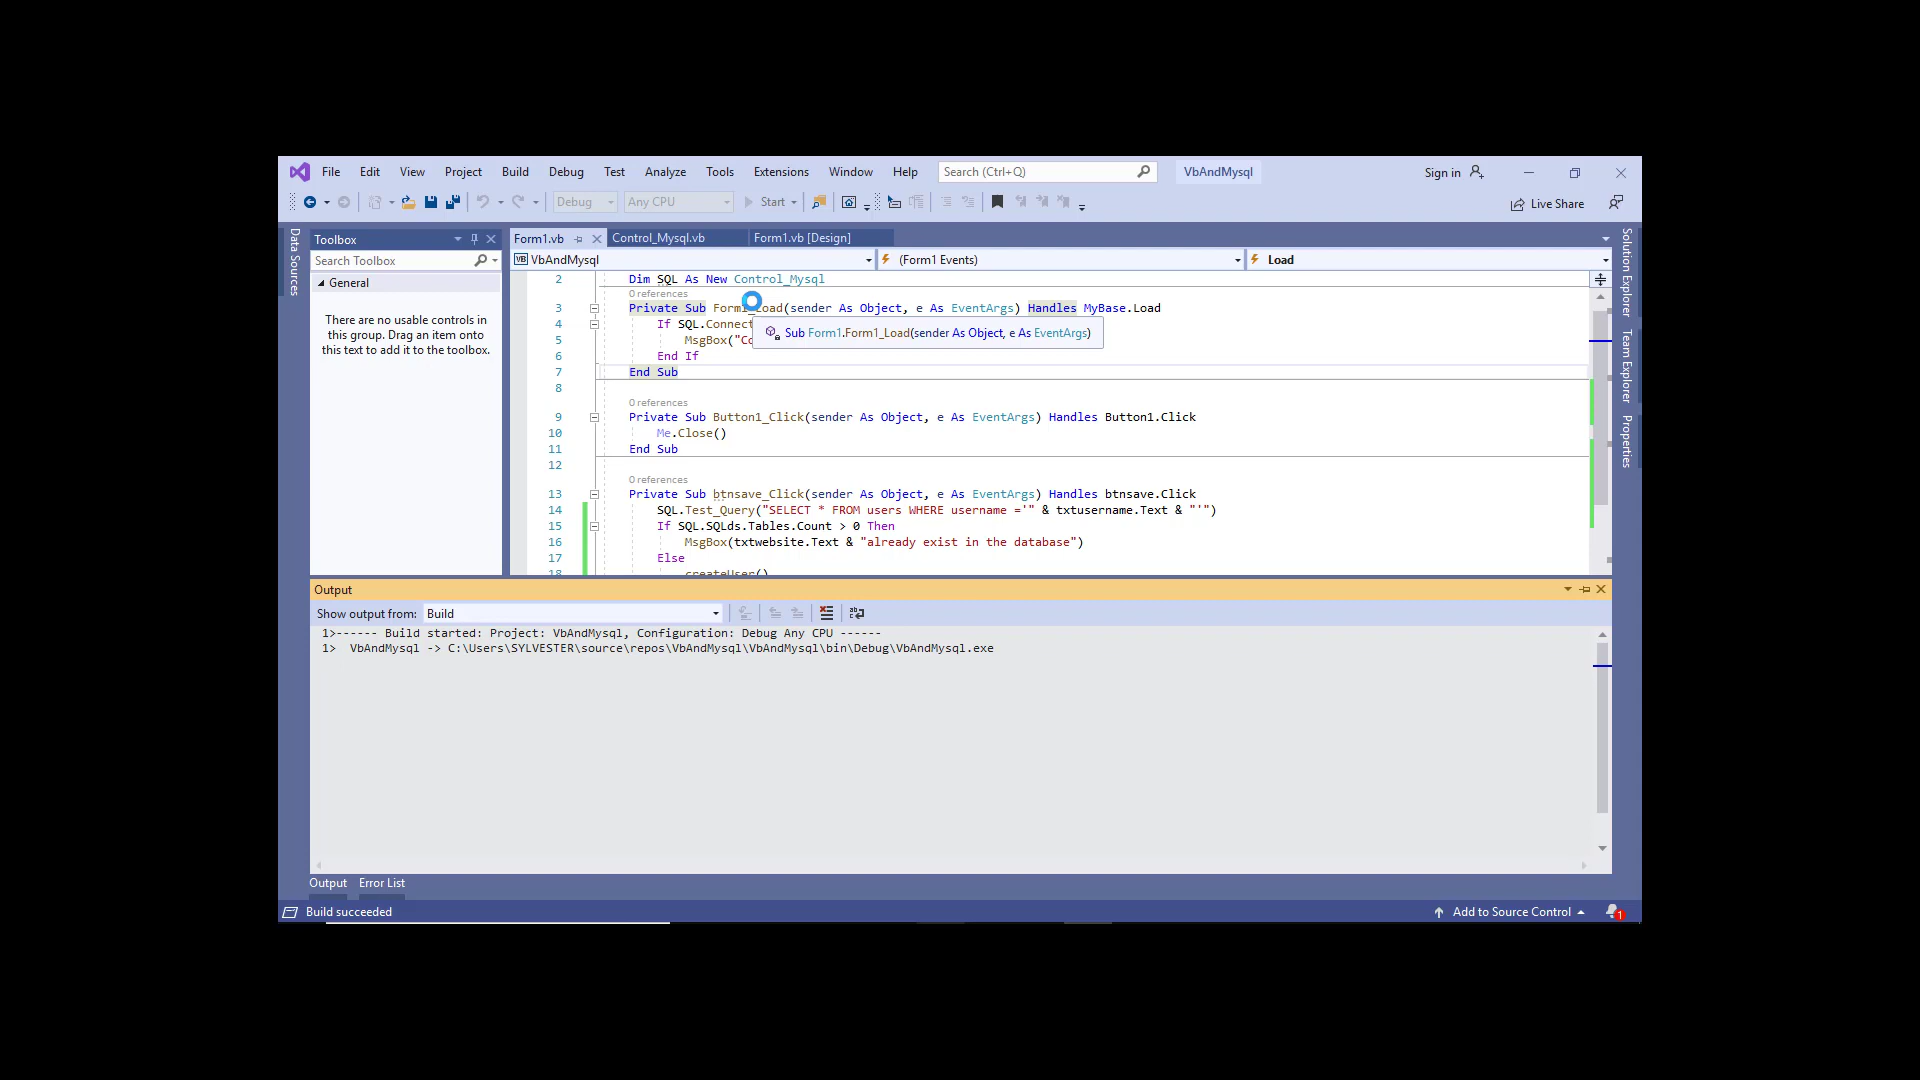 File Edit View Project Build Debug Test Analyze Tools Extensions Window Help Search (Ctrl+Q) VbAndMysql Sign in
Debug Any CPU Start Live Share
Data Sources
Toolbox
Search Toolbox
General
There are no usable controls in
this group. Drag an item onto
this text to add it to the toolbox.
Form1.vb Control_Mysql.vb Form1.vb [Design]
VbAndMysql (Form1 Events) Load
2 Dim SQL As New Control_Mysql
0 references
3 Private Sub Form1_Load(sender As Object, e As EventArgs) Handles MyBase.Load
4 If SQL.Connect
Sub Form1.Form1_Load(sender As Object, e As EventArgs)
5 MsgBox("Co
6 End If
7 End Sub
8
0 references
9 Private Sub Button1_Click(sender As Object, e As EventArgs) Handles Button1.Click
10 Me.Close()
11 End Sub
12
0 references
13 Private Sub btnsave_Click(sender As Object, e As EventArgs) Handles btnsave.Click
14 SQL.Test_Query("SELECT * FROM users WHERE username ='" & txtusername.Text & "'")
15 If SQL.SQLds.Tables.Count > 0 Then
16 MsgBox(txtwebsite.Text & "already exist in the database")
17 Else
18 createUser()
Solution Explorer
Team Explorer
Properties
Output
Show output from: Build
1>------ Build started: Project: VbAndMysql, Configuration: Debug Any CPU ------
1> VbAndMysql -> C:\Users\SYLVESTER\source\repos\VbAndMysql\VbAndMysql\bin\Debug\VbAndMysql.exe
Output Error List
Build succeeded Add to Source Control 1